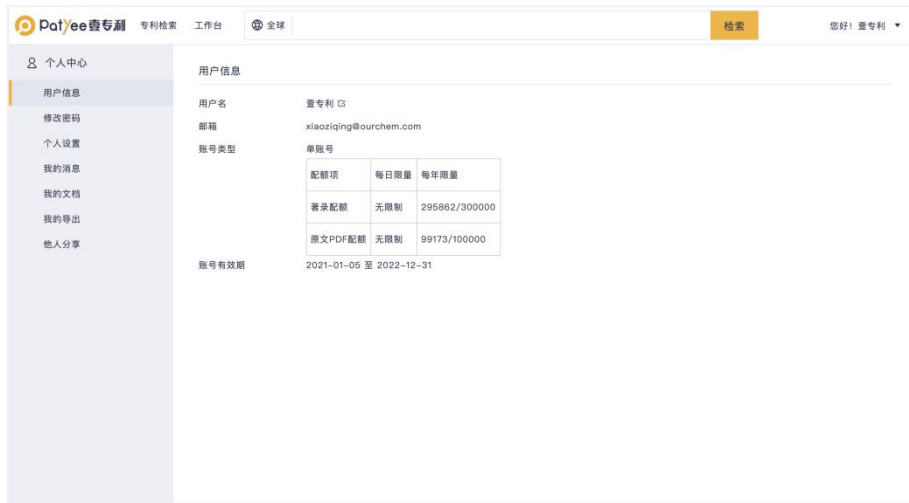 Patyee壹专利 专利检索 工作台 全球 检索 您好！壹专利
个人中心
用户信息
修改密码
个人设置
我的消息
我的文档
我的导出
他人分享
用户信息
用户名 壹专利
邮箱 xiaoziqing@ourchem.com
账号类型 单账号
配额项 每日限量 每年限量
著录配额 无限制 295862/300000
原文PDF配额 无限制 99173/100000
账号有效期 2021-01-05 至 2022-12-31